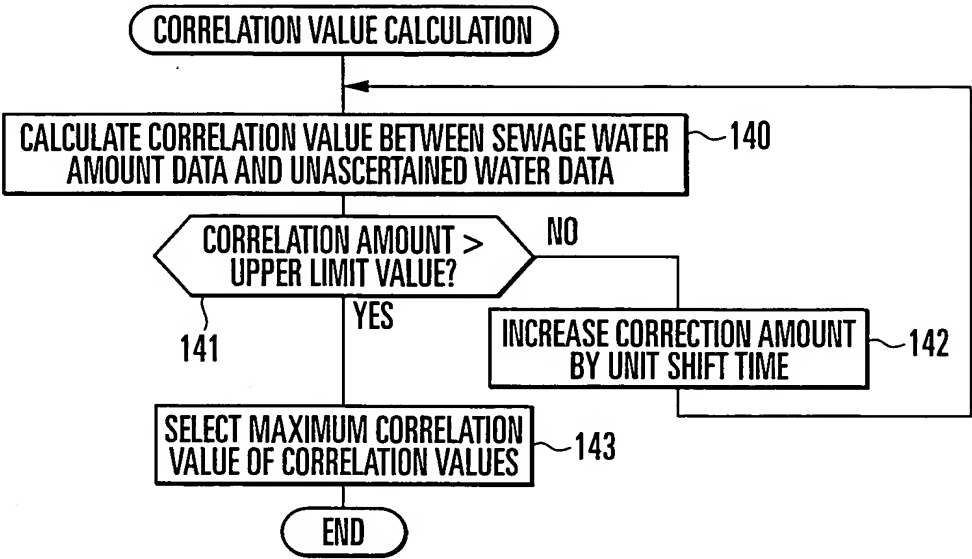 CORRELATION VALUE CALCULATION
CALCULATE CORRELATION VALUE BETWEEN SEWAGE WATER
AMOUNT DATA AND UNASCERTAINED WATER DATA
140
CORRELATION AMOUNT >
UPPER LIMIT VALUE?
NO
YES
141
INCREASE CORRECTION AMOUNT
BY UNIT SHIFT TIME
142
SELECT MAXIMUM CORRELATION
VALUE OF CORRELATION VALUES
143
END